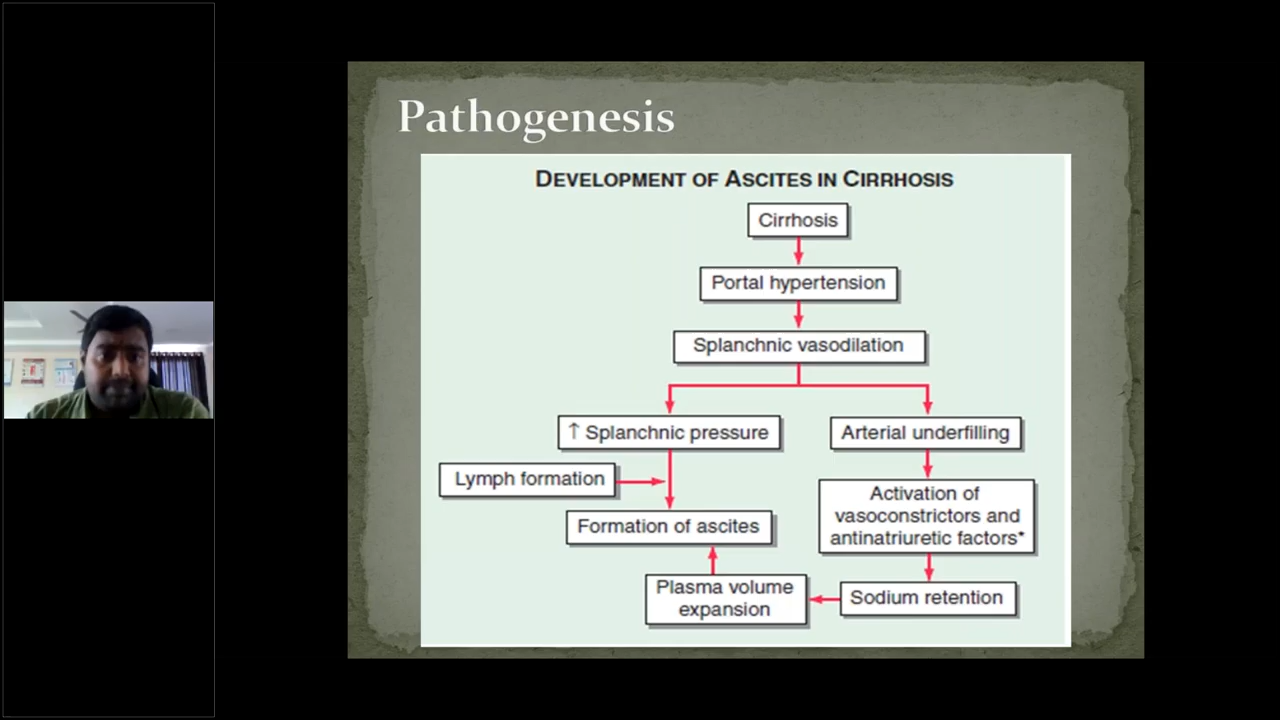 Pathogenesis
DEVELOPMENT OF ASCITES IN CIRRHOSIS
Cirrhosis
Portal hypertension
Splanchnic vasodilation
↑ Splanchnic pressure
Arterial underfilling
Lymph formation
Activation of
vasoconstrictors and
antinatriuretic factors*
Formation of ascites
Plasma volume
expansion
Sodium retention